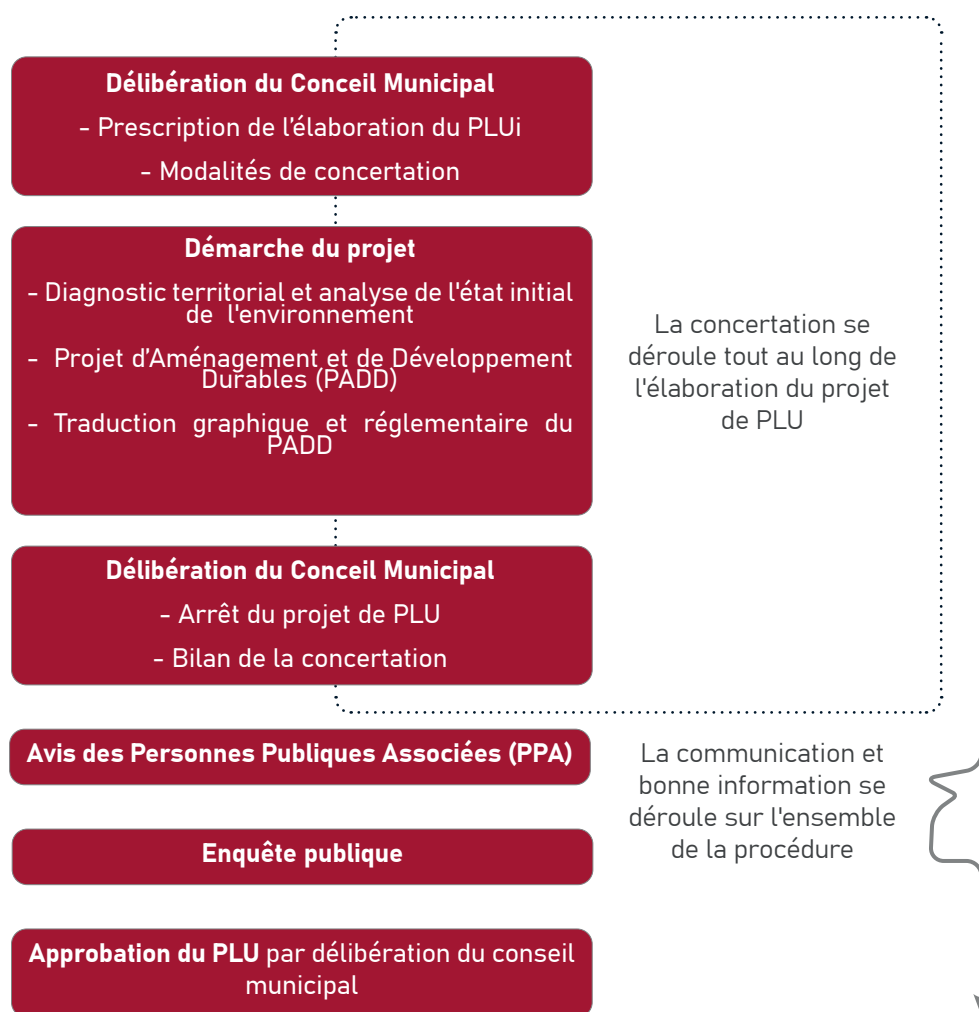 Délibération du Conceil Municipal
- Prescription de l'élaboration du PLUi
- Modalités de concertation
Démarche du projet
- Diagnostic territorial et analyse de l'état initial
de l'environnement
- Projet d'Aménagement et de Développement
Durables (PADD)
- Traduction graphique et réglementaire du
PADD
La concertation se
déroule tout au long de
l'élaboration du projet
de PLU
Délibération du Conceil Municipal
- Arrêt du projet de PLU
- Bilan de la concertation
Avis des Personnes Publiques Associées (PPA)
La communication et
bonne information se
déroule sur l'ensemble
de la procédure
Enquête publique
Approbation du PLU par délibération du conseil
municipal